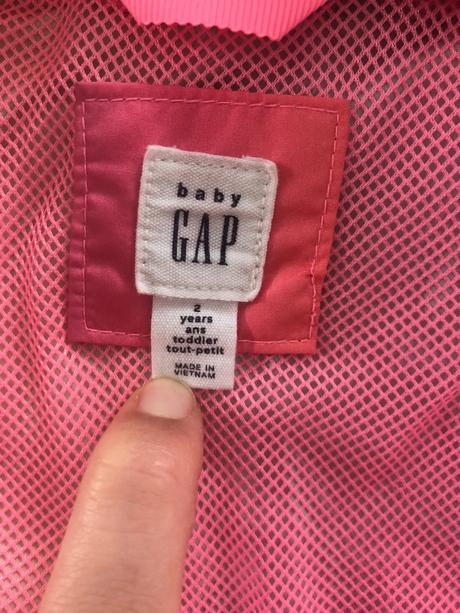 baby
GAP
2
years
ans
toddler
tout-petit
MADE IN
VIETNAM